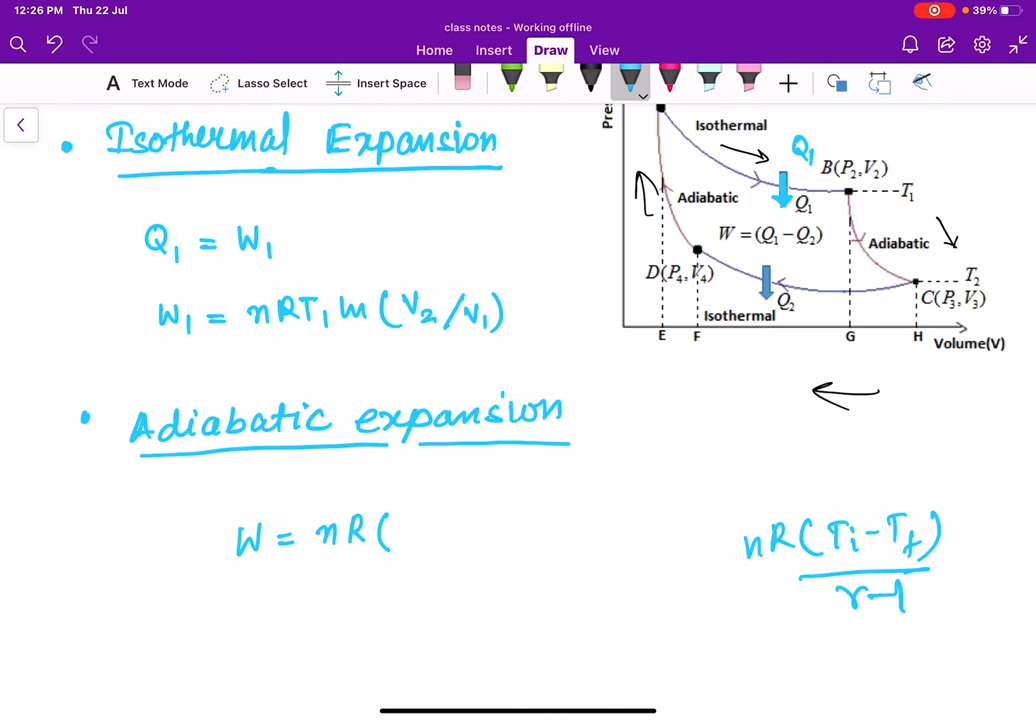 12:26 PM Thu 22 Jul
39%
class notes - Working offline
Home Insert Draw View
Text Mode Lasso Select Insert Space
• Isothermal Expansion
Q₁ = W₁
W₁ = nRT₁ ln (V₂/V₁)
• Adiabatic expansion
W = nR (
nR(Ti-Tf)
γ-1
Pre
Isothermal
Q₁
B(P₂,V₂)
T₁
Adiabatic
Q₁
W = (Q₁ − Q₂)
Adiabatic
D(P₄,V₄)
T₂
Q₂
C(P₃,V₃)
Isothermal
E F G H Volume(V)